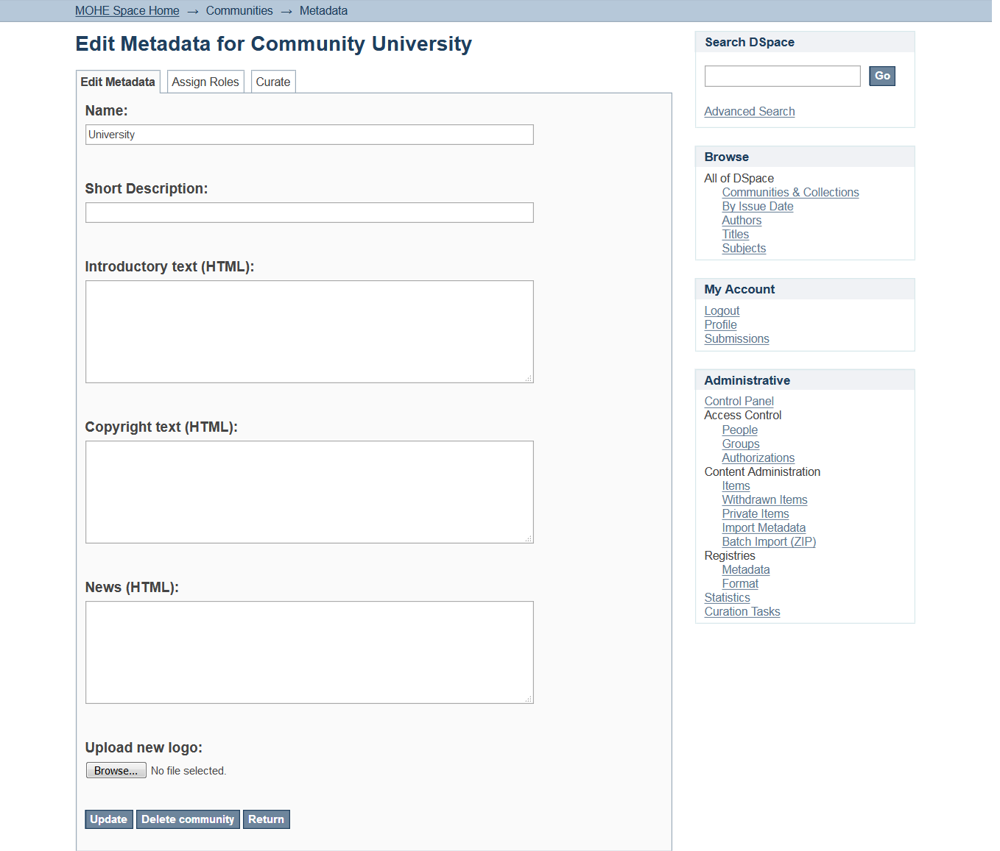 MOHE Space Home → Communities → Metadata
Edit Metadata for Community University
Edit Metadata
Assign Roles
Curate
Name:
University
Short Description:
Introductory text (HTML):
Copyright text (HTML):
News (HTML):
Upload new logo:
Browse... No file selected.
Update
Delete community
Return
Search DSpace
Go
Advanced Search
Browse
All of DSpace
Communities & Collections
By Issue Date
Authors
Titles
Subjects
My Account
Logout
Profile
Submissions
Administrative
Control Panel
Access Control
People
Groups
Authorizations
Content Administration
Items
Withdrawn Items
Private Items
Import Metadata
Batch Import (ZIP)
Registries
Metadata
Format
Statistics
Curation Tasks